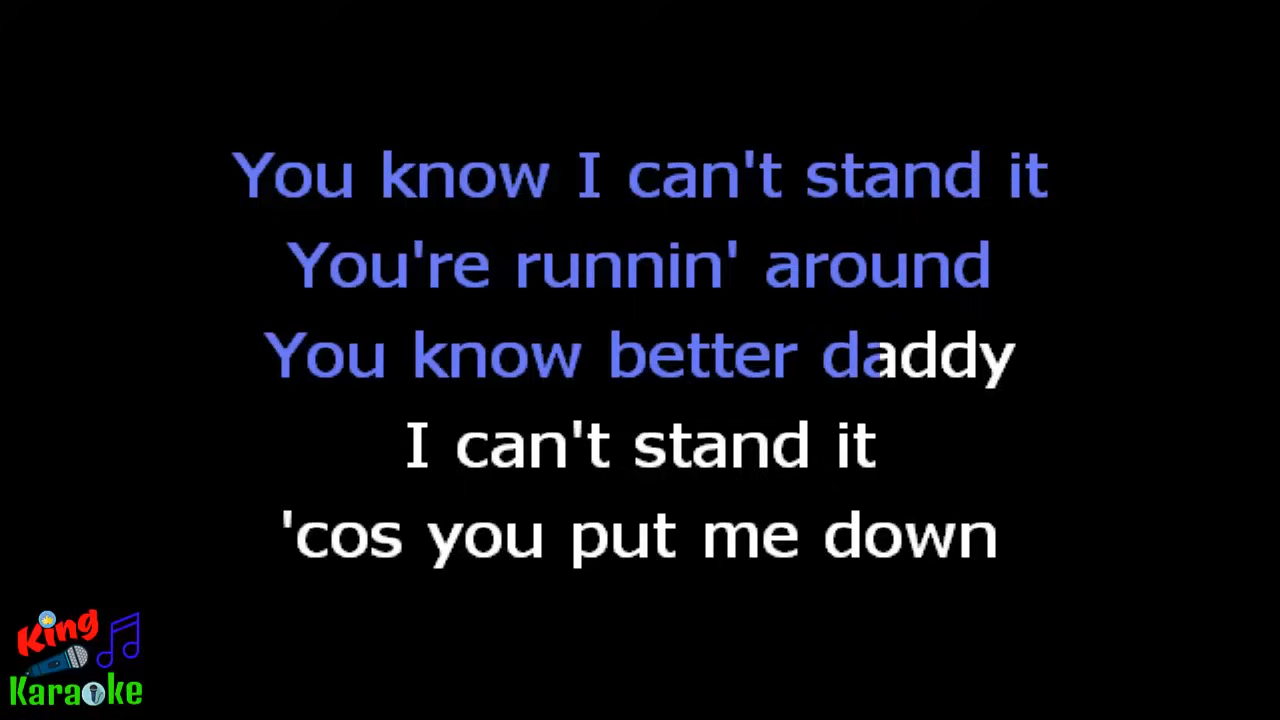 You know I can't stand it
You're runnin' around
You know better daddy
I can't stand it
'cos you put me down
King
Karaoke